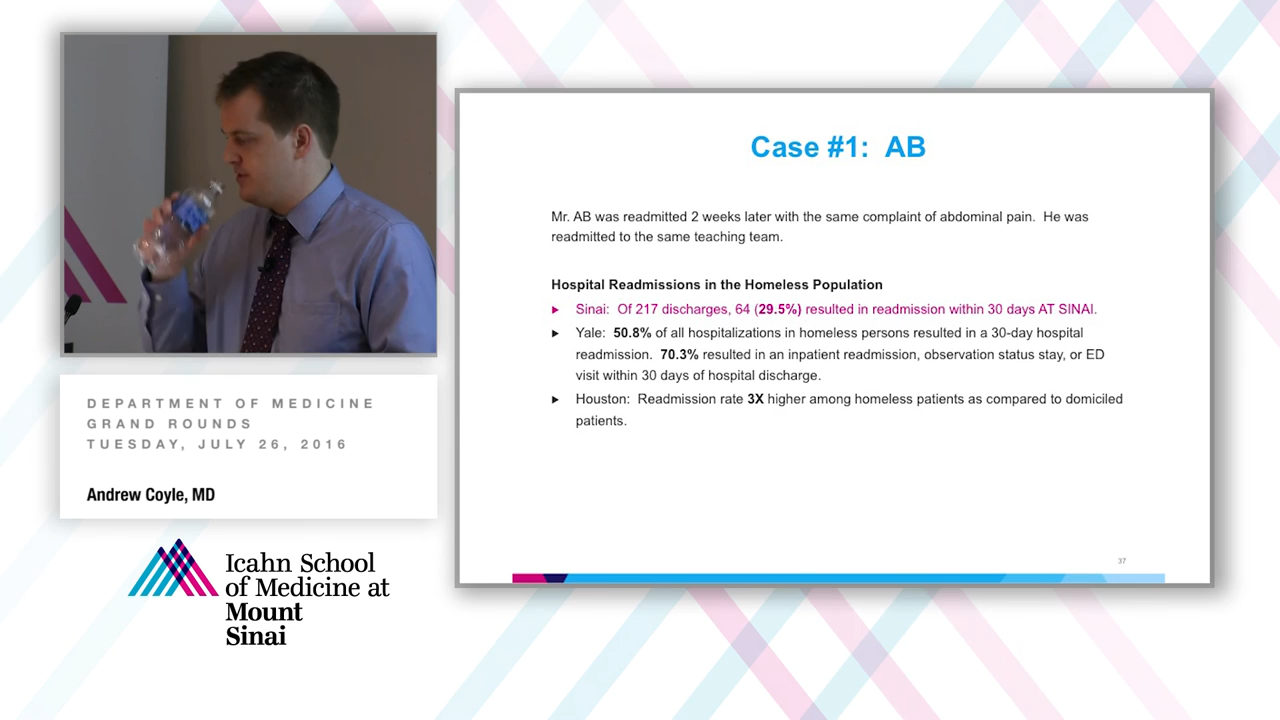 DEPARTMENT OF MEDICINE
GRAND ROUNDS
TUESDAY, JULY 26, 2016
Andrew Coyle, MD
Icahn School
of Medicine at
Mount
Sinai
Case #1: AB
Mr. AB was readmitted 2 weeks later with the same complaint of abdominal pain. He was
readmitted to the same teaching team.
Hospital Readmissions in the Homeless Population
Sinai: Of 217 discharges, 64 (29.5%) resulted in readmission within 30 days AT SINAI.
Yale: 50.8% of all hospitalizations in homeless persons resulted in a 30-day hospital
readmission. 70.3% resulted in an inpatient readmission, observation status stay, or ED
visit within 30 days of hospital discharge.
Houston: Readmission rate 3X higher among homeless patients as compared to domiciled
patients.
37